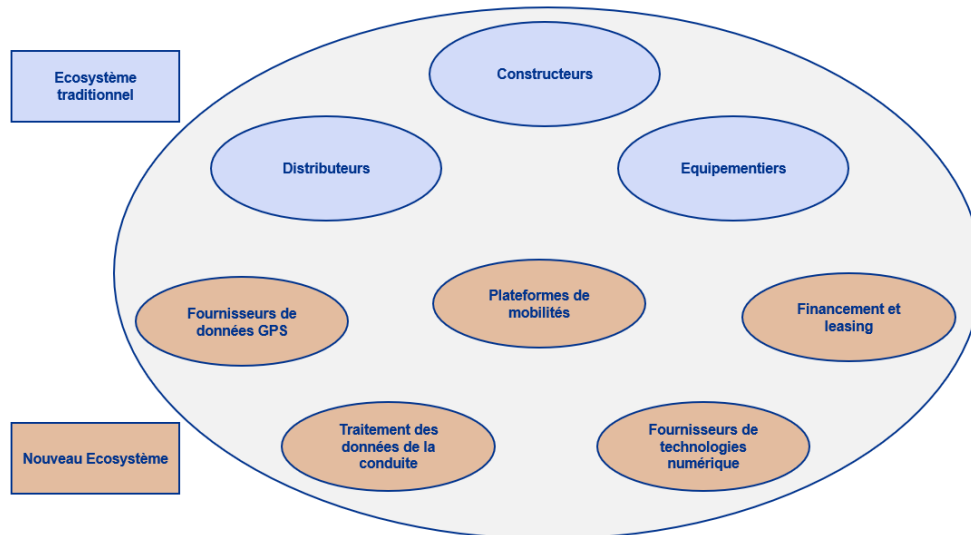 Ecosystème
traditionnel
Constructeurs
Distributeurs
Equipementiers
Fournisseurs de
données GPS
Plateformes de
mobilités
Financement et
leasing
Nouveau Ecosystème
Traitement des
données de la
conduite
Fournisseurs de
technologies
numérique